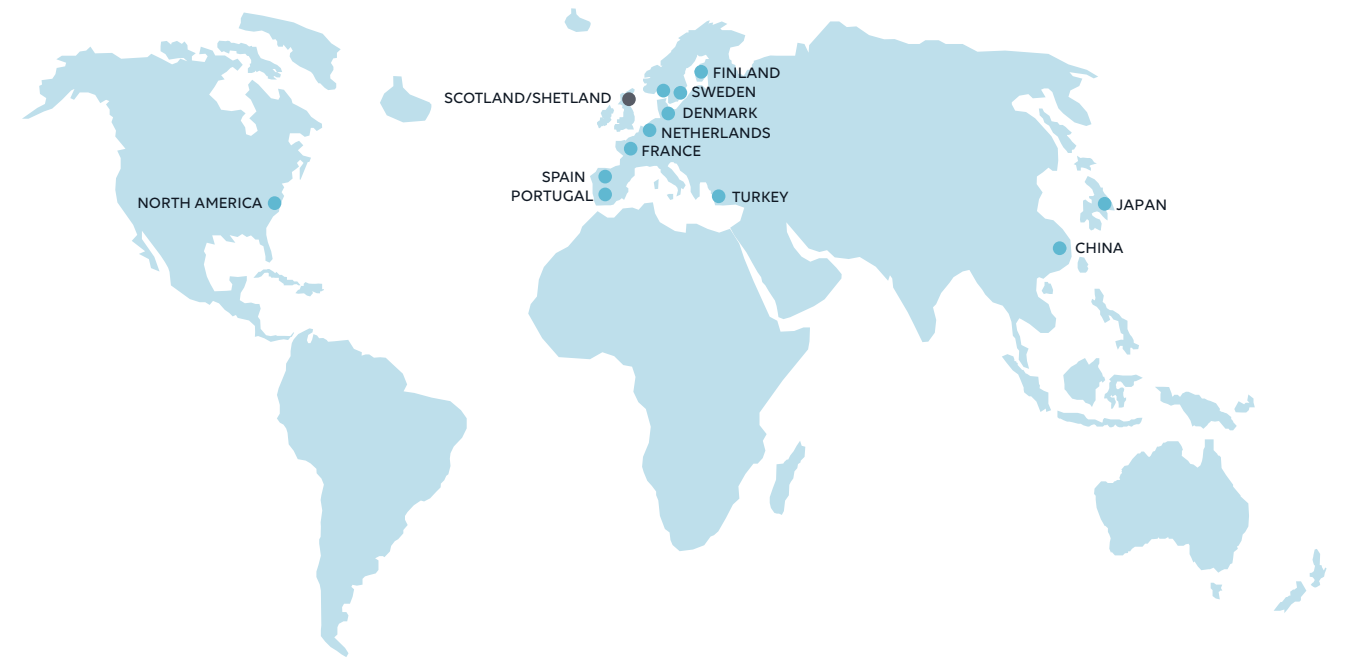 FINLAND
SWEDEN
SCOTLAND/SHETLAND
DENMARK
NETHERLANDS
FRANCE
SPAIN
PORTUGAL
TURKEY
NORTH AMERICA
JAPAN
CHINA